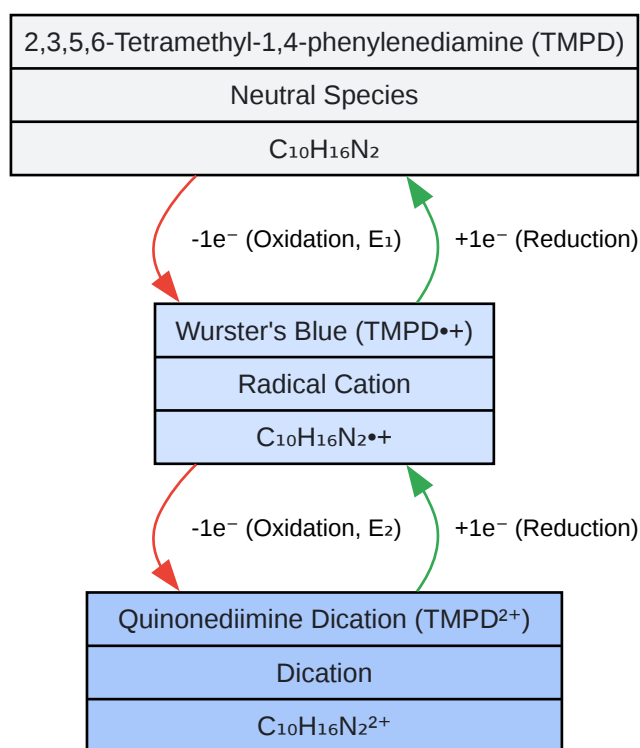 2,3,5,6-Tetramethyl-1,4-phenylenediamine (TMPD)
Neutral Species
C₁₀H₁₆N₂
-1e⁻ (Oxidation, E₁) +1e⁻ (Reduction)
Wurster's Blue (TMPD•+)
Radical Cation
C₁₀H₁₆N₂•+
-1e⁻ (Oxidation, E₂) +1e⁻ (Reduction)
Quinonediimine Dication (TMPD²⁺)
Dication
C₁₀H₁₆N₂²⁺